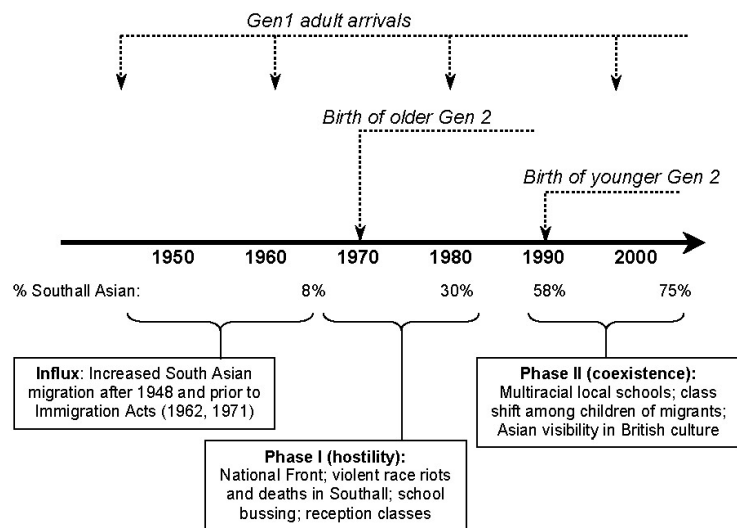 Gen1 adult arrivals
Birth of older Gen 2
Birth of younger Gen 2
1950 1960 1970 1980 1990 2000
% Southall Asian: 8% 30% 58% 75%
Influx: Increased South Asian
migration after 1948 and prior to
Immigration Acts (1962, 1971)
Phase I (hostility):
National Front; violent race riots
and deaths in Southall; school
bussing; reception classes
Phase II (coexistence):
Multiracial local schools; class
shift among children of migrants;
Asian visibility in British culture